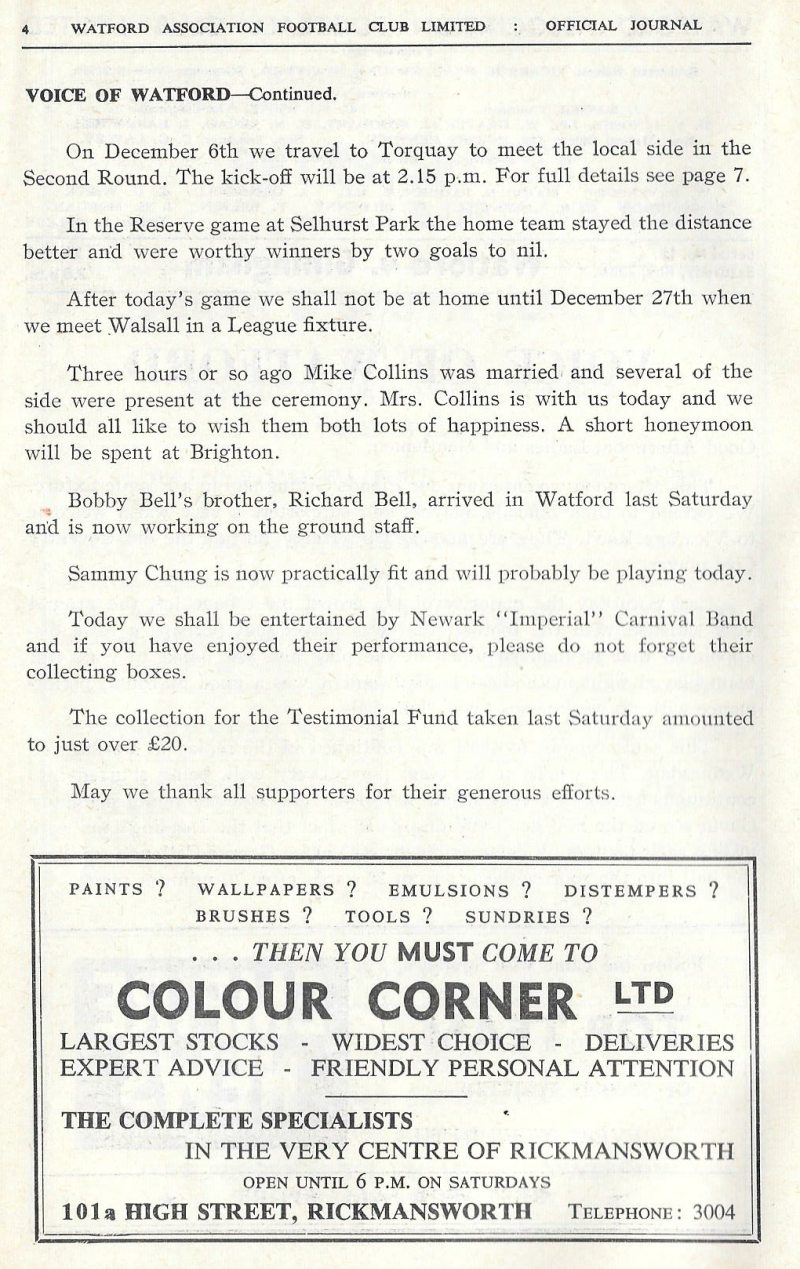 4 WATFORD ASSOCIATION FOOTBALL CLUB LIMITED : OFFICIAL JOURNAL
VOICE OF WATFORD—Continued.
On December 6th we travel to Torquay to meet the local side in the
Second Round. The kick-off will be at 2.15 p.m. For full details see page 7.
In the Reserve game at Selhurst Park the home team stayed the distance
better and were worthy winners by two goals to nil.
After today's game we shall not be at home until December 27th when
we meet Walsall in a League fixture.
Three hours or so ago Mike Collins was married and several of the
side were present at the ceremony. Mrs. Collins is with us today and we
should all like to wish them both lots of happiness. A short honeymoon
will be spent at Brighton.
Bobby Bell's brother, Richard Bell, arrived in Watford last Saturday
and is now working on the ground staff.
Sammy Chung is now practically fit and will probably be playing today.
Today we shall be entertained by Newark "Imperial" Carnival Band
and if you have enjoyed their performance, please do not forget their
collecting boxes.
The collection for the Testimonial Fund taken last Saturday amounted
to just over £20.
May we thank all supporters for their generous efforts.
PAINTS ? WALLPAPERS ? EMULSIONS ? DISTEMPERS ?
BRUSHES ? TOOLS ? SUNDRIES ?
. . . THEN YOU MUST COME TO
COLOUR CORNER LTD
LARGEST STOCKS - WIDEST CHOICE - DELIVERIES
EXPERT ADVICE - FRIENDLY PERSONAL ATTENTION
THE COMPLETE SPECIALISTS
IN THE VERY CENTRE OF RICKMANSWORTH
OPEN UNTIL 6 P.M. ON SATURDAYS
101a HIGH STREET, RICKMANSWORTH TELEPHONE: 3004